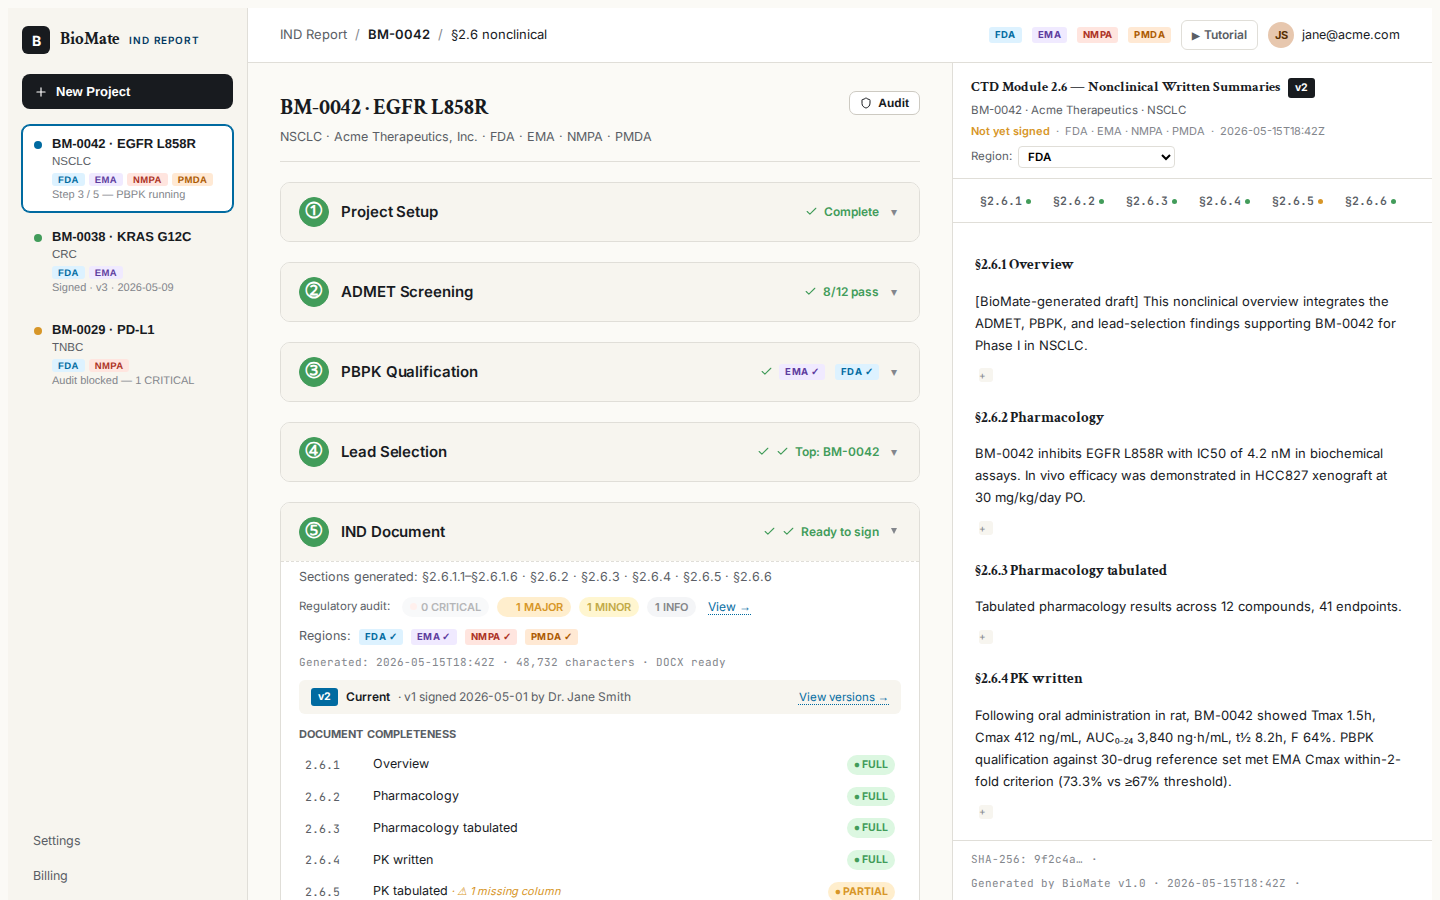 B BioMate IND REPORT
+ New Project
BM-0042 · EGFR L858R
NSCLC
FDA EMA NMPA PMDA
Step 3 / 5 — PBPK running
BM-0038 · KRAS G12C
CRC
FDA EMA
Signed · v3 · 2026-05-09
BM-0029 · PD-L1
TNBC
FDA NMPA
Audit blocked — 1 CRITICAL
Settings
Billing
IND Report / BM-0042 / §2.6 nonclinical
FDA EMA NMPA PMDA ▶ Tutorial JS jane@acme.com
BM-0042 · EGFR L858R
Audit
NSCLC · Acme Therapeutics, Inc. · FDA · EMA · NMPA · PMDA
① Project Setup ✓ Complete ▼
② ADMET Screening ✓ 8/12 pass ▼
③ PBPK Qualification ✓ EMA ✓ FDA ✓ ▼
④ Lead Selection ✓ ✓ Top: BM-0042 ▼
⑤ IND Document ✓ ✓ Ready to sign ▼
Sections generated: §2.6.1.1–§2.6.1.6 · §2.6.2 · §2.6.3 · §2.6.4 · §2.6.5 · §2.6.6
Regulatory audit: 0 CRITICAL 1 MAJOR 1 MINOR 1 INFO View →
Regions: FDA ✓ EMA ✓ NMPA ✓ PMDA ✓
Generated: 2026-05-15T18:42Z · 48,732 characters · DOCX ready
v2 Current · v1 signed 2026-05-01 by Dr. Jane Smith View versions →
DOCUMENT COMPLETENESS
2.6.1 Overview ● FULL
2.6.2 Pharmacology ● FULL
2.6.3 Pharmacology tabulated ● FULL
2.6.4 PK written ● FULL
2.6.5 PK tabulated · ⚠ 1 missing column ● PARTIAL
CTD Module 2.6 — Nonclinical Written Summaries v2
BM-0042 · Acme Therapeutics · NSCLC
Not yet signed · FDA · EMA · NMPA · PMDA · 2026-05-15T18:42Z
Region: FDA
§2.6.1 ● §2.6.2 ● §2.6.3 ● §2.6.4 ● §2.6.5 ● §2.6.6 ●
§2.6.1 Overview
[BioMate-generated draft] This nonclinical overview integrates the
ADMET, PBPK, and lead-selection findings supporting BM-0042 for
Phase I in NSCLC.
+
§2.6.2 Pharmacology
BM-0042 inhibits EGFR L858R with IC50 of 4.2 nM in biochemical
assays. In vivo efficacy was demonstrated in HCC827 xenograft at
30 mg/kg/day PO.
+
§2.6.3 Pharmacology tabulated
Tabulated pharmacology results across 12 compounds, 41 endpoints.
+
§2.6.4 PK written
Following oral administration in rat, BM-0042 showed Tmax 1.5h,
Cmax 412 ng/mL, AUC₀₋₂₄ 3,840 ng·h/mL, t½ 8.2h, F 64%. PBPK
qualification against 30-drug reference set met EMA Cmax within-2-
fold criterion (73.3% vs ≥67% threshold).
+
SHA-256: 9f2c4a… ·
Generated by BioMate v1.0 · 2026-05-15T18:42Z ·